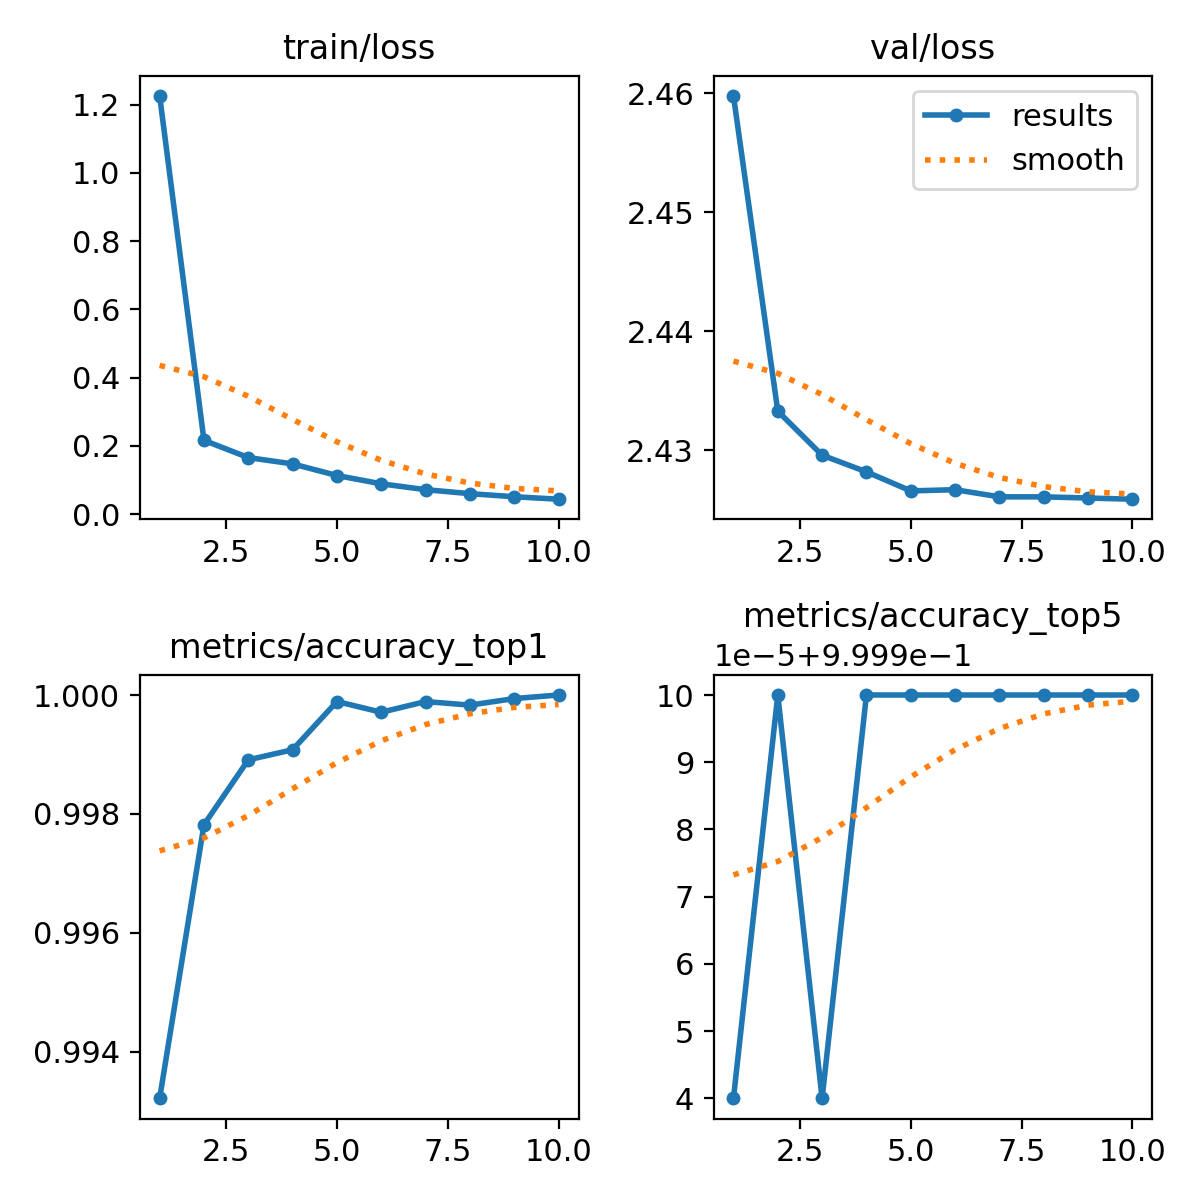 train/loss
1.2
1.0
0.8
0.6
0.4
0.2
0.0
2.5 5.0 7.5 10.0
val/loss
results
smooth
2.46
2.45
2.44
2.43
2.5 5.0 7.5 10.0
metrics/accuracy_top1
1.000
0.998
0.996
0.994
2.5 5.0 7.5 10.0
metrics/accuracy_top5
1e−5+9.999e−1
10
9
8
7
6
5
4
2.5 5.0 7.5 10.0